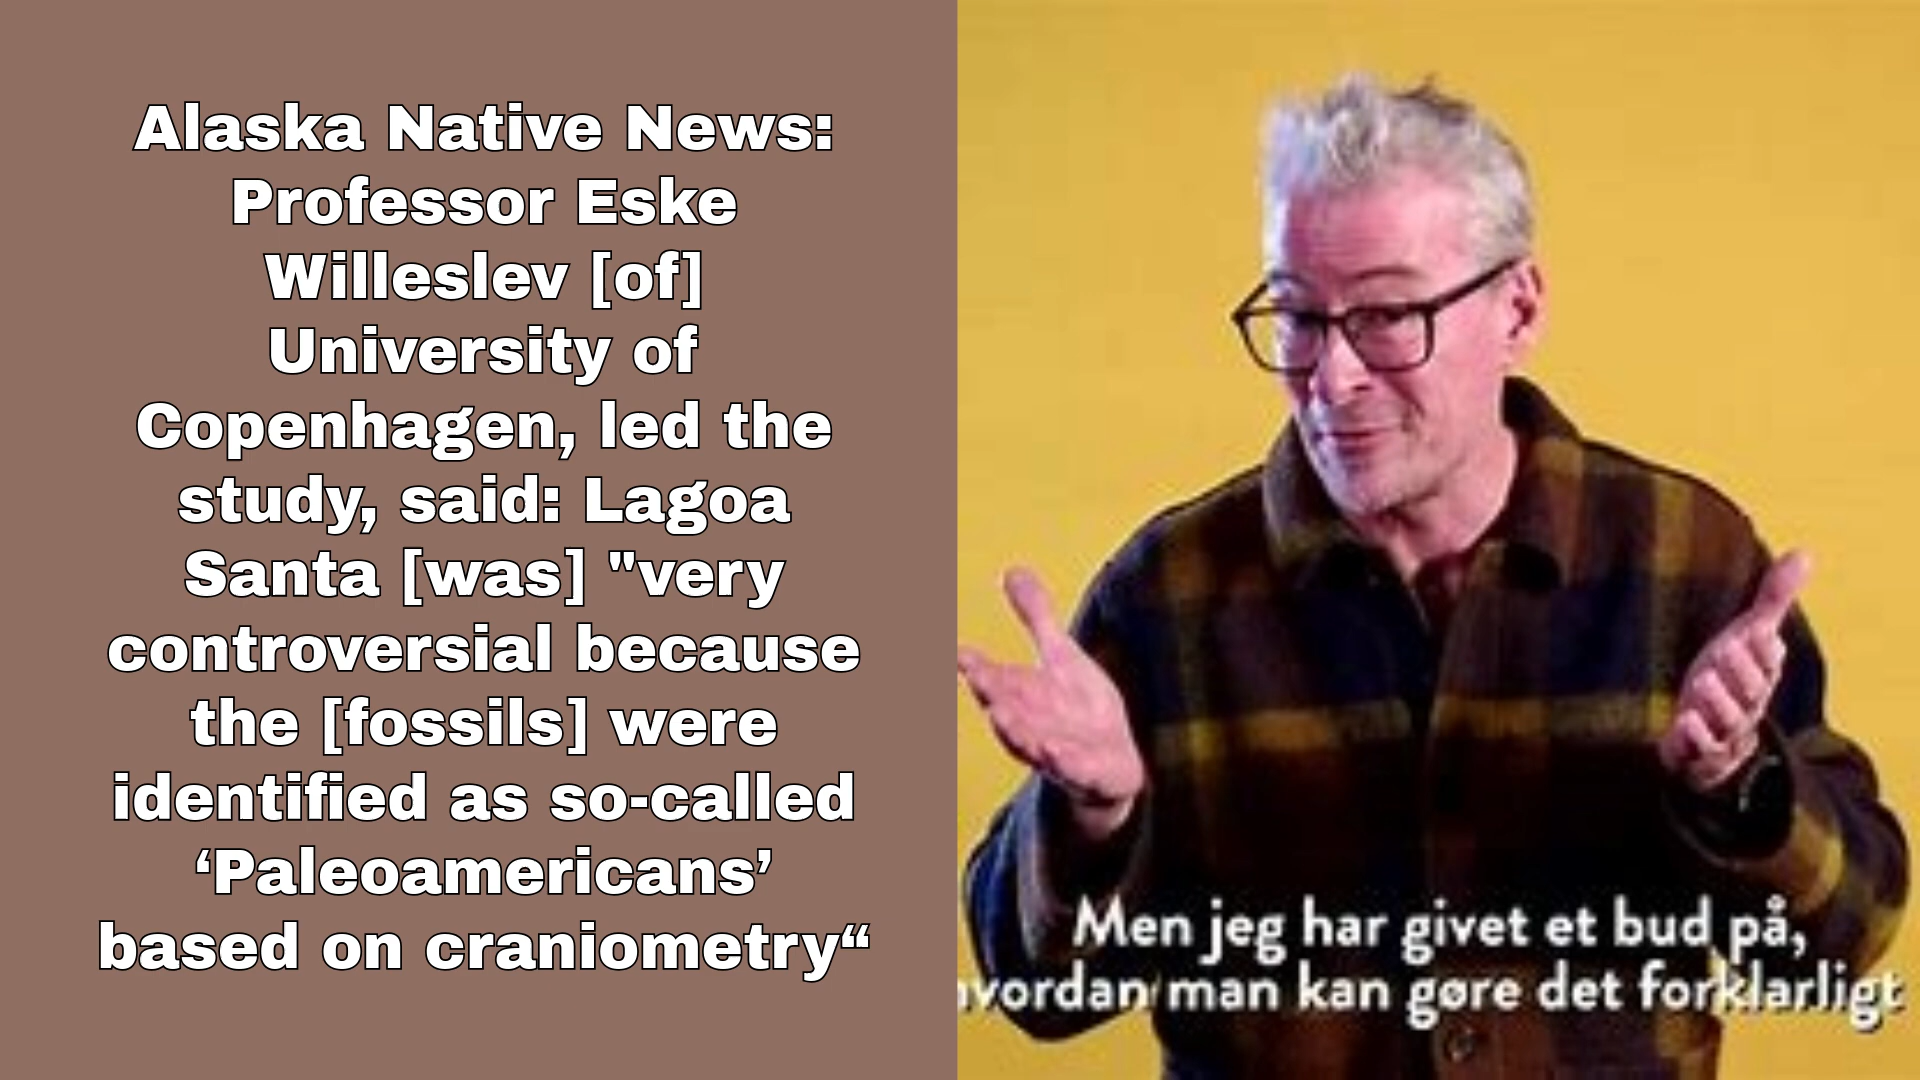 Alaska Native News:
Professor Eske
Willeslev [of]
University of
Copenhagen, led the
study, said: Lagoa
Santa [was] "very
controversial because
the [fossils] were
identified as so-called
‘Paleoamericans’
based on craniometry“
Men jeg har givet et bud på,
hvordan man kan gøre det forklarligt